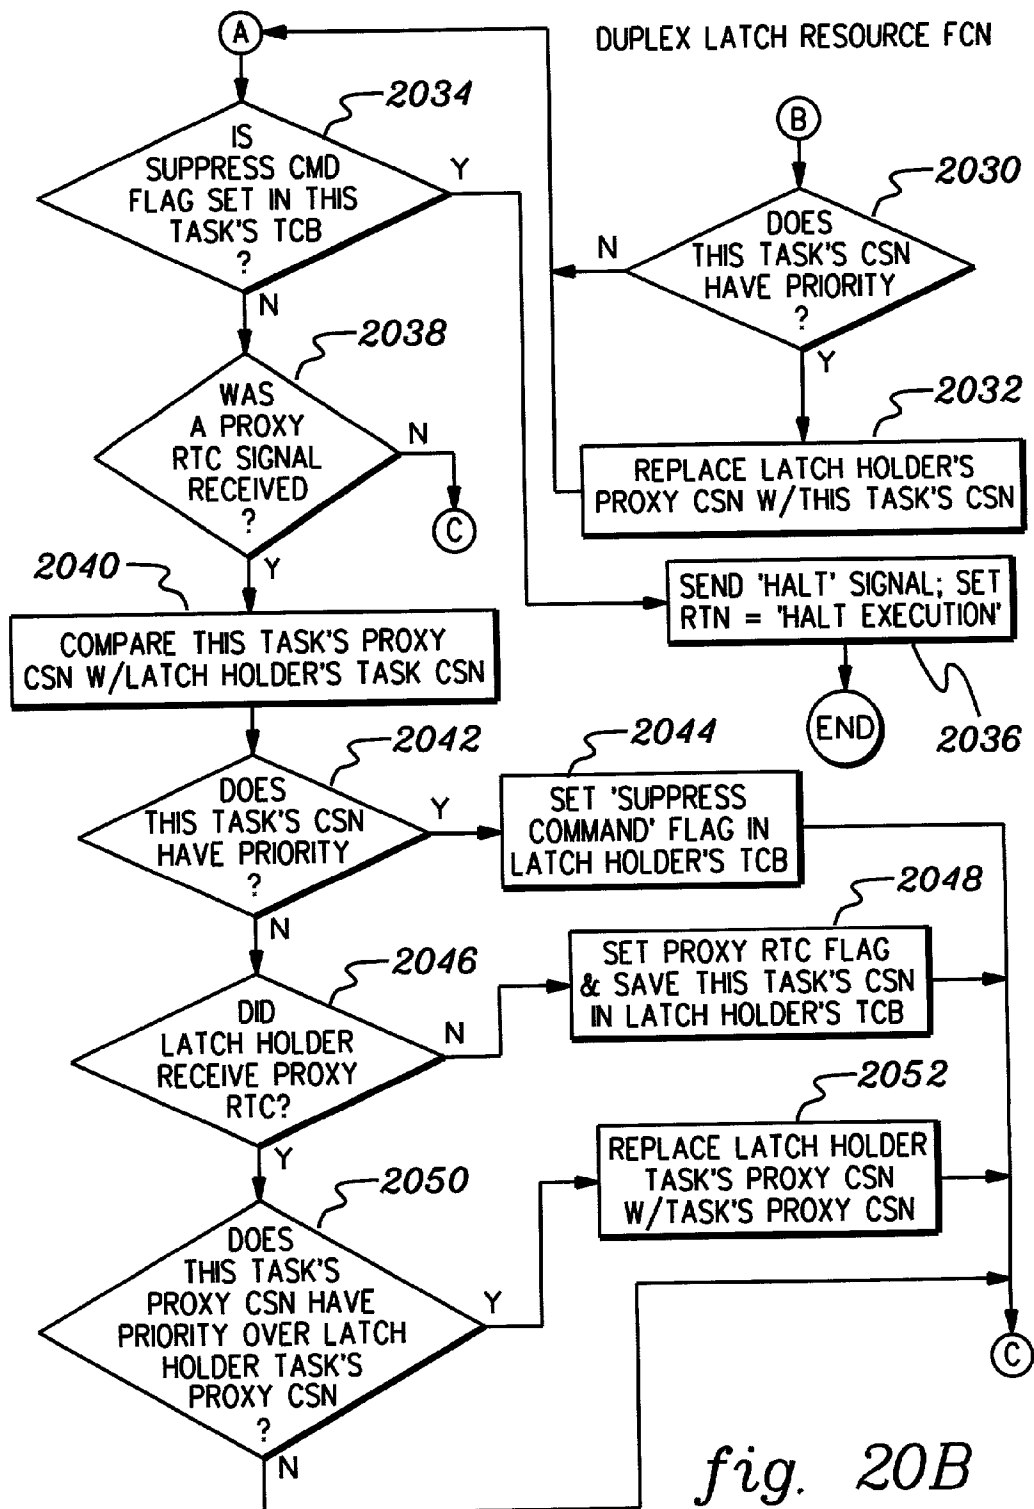 A
DUPLEX LATCH RESOURCE FCN
2034
IS
SUPPRESS CMD
FLAG SET IN THIS
TASK'S TCB
?
Y
N
B
2030
DOES
THIS TASK'S CSN
HAVE PRIORITY
?
N
Y
2032
REPLACE LATCH HOLDER'S
PROXY CSN W/THIS TASK'S CSN
2038
WAS
A PROXY
RTC SIGNAL
RECEIVED
?
N
C
Y
SEND 'HALT' SIGNAL; SET
RTN = 'HALT EXECUTION'
2036
END
2040
COMPARE THIS TASK'S PROXY
CSN W/LATCH HOLDER'S TASK CSN
2042
DOES
THIS TASK'S CSN
HAVE PRIORITY
?
Y
N
2044
SET 'SUPPRESS
COMMAND' FLAG IN
LATCH HOLDER'S TCB
2046
DID
LATCH HOLDER
RECEIVE PROXY
RTC?
N
Y
2048
SET PROXY RTC FLAG
& SAVE THIS TASK'S CSN
IN LATCH HOLDER'S TCB
2050
DOES
THIS TASK'S
PROXY CSN HAVE
PRIORITY OVER LATCH
HOLDER TASK'S
PROXY CSN
?
Y
N
2052
REPLACE LATCH HOLDER
TASK'S PROXY CSN
W/TASK'S PROXY CSN
C
fig. 20B